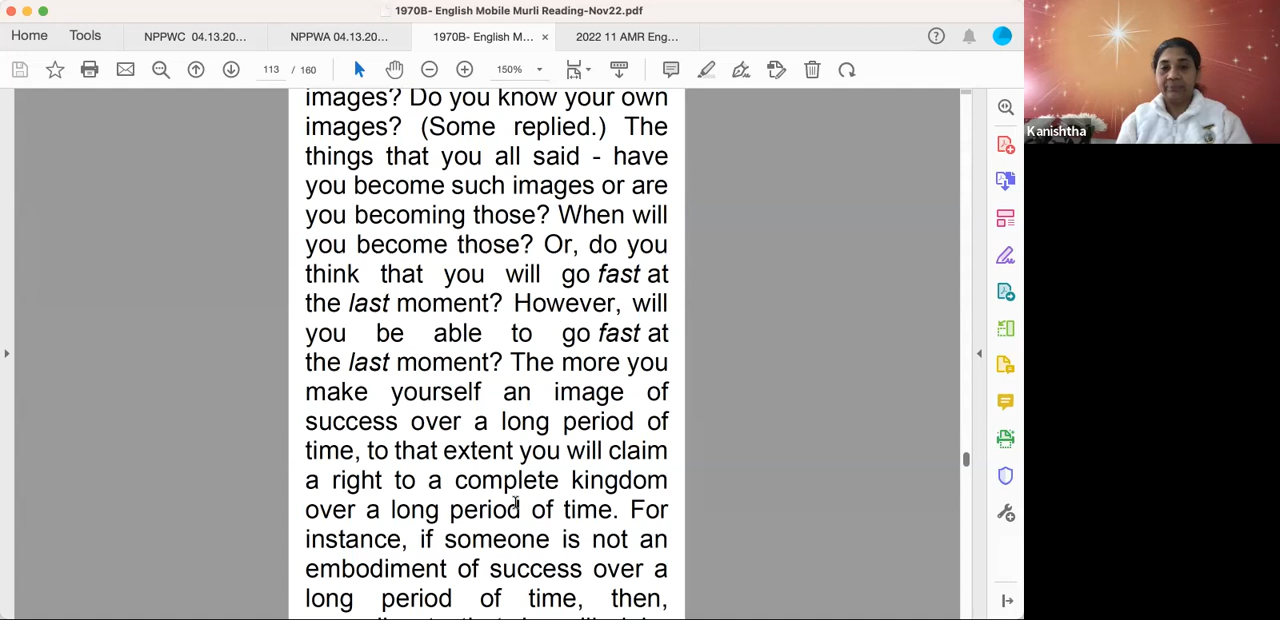 1970B- English Mobile Murli Reading-Nov22.pdf
Home Tools NPPWC 04.13.20... NPPWA 04.13.20... 1970B- English M... × 2022 11 AMR Eng...
113 / 160 150%
Kanishtha
images? Do you know your own
images? (Some replied.) The
things that you all said - have
you become such images or are
you becoming those? When will
you become those? Or, do you
think that you will go fast at
the last moment? However, will
you be able to go fast at
the last moment? The more you
make yourself an image of
success over a long period of
time, to that extent you will claim
a right to a complete kingdom
over a long period of time. For
instance, if someone is not an
embodiment of success over a
long period of time, then,